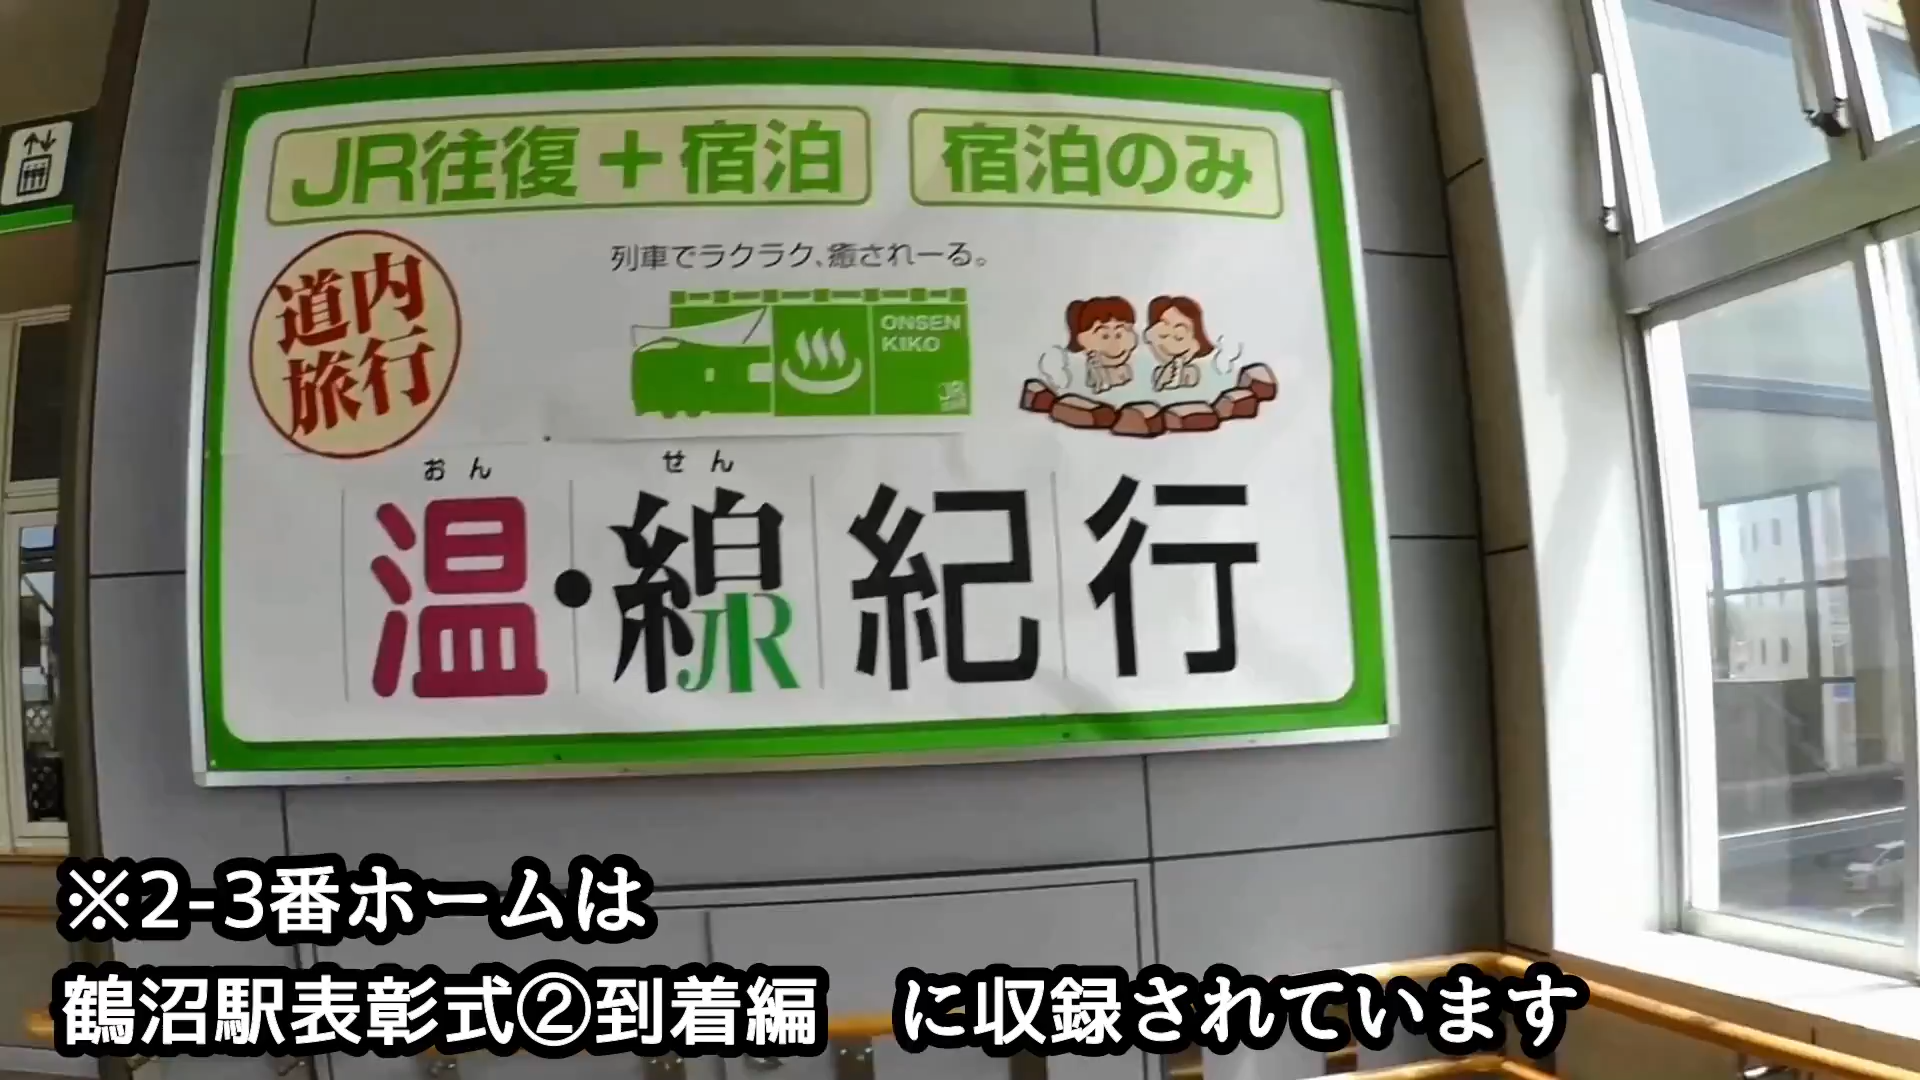 JR往復+宿泊
宿泊のみ
道内
旅行
列車でラクラク、癒されーる。
ONSEN
KIKO
JR
おん
せん
温・線紀行
※2-3番ホームは
鶴沼駅表彰式②到着編 に収録されています